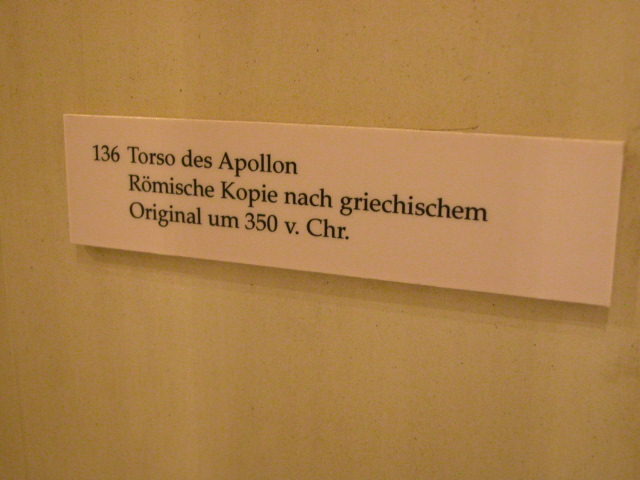 136 Torso des Apollon
Römische Kopie nach griechischem
Original um 350 v. Chr.